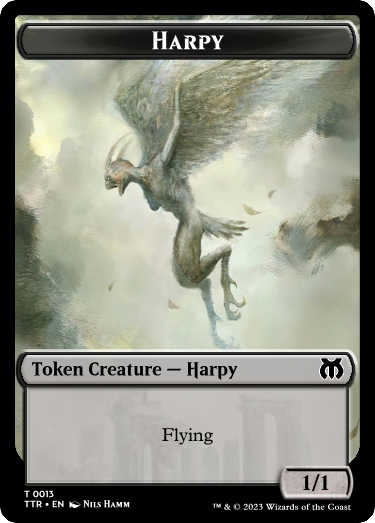 Harpy
Token Creature — Harpy
Flying
1/1
T 0013
TTR • EN Nils Hamm
™ & © 2023 Wizards of the Coast